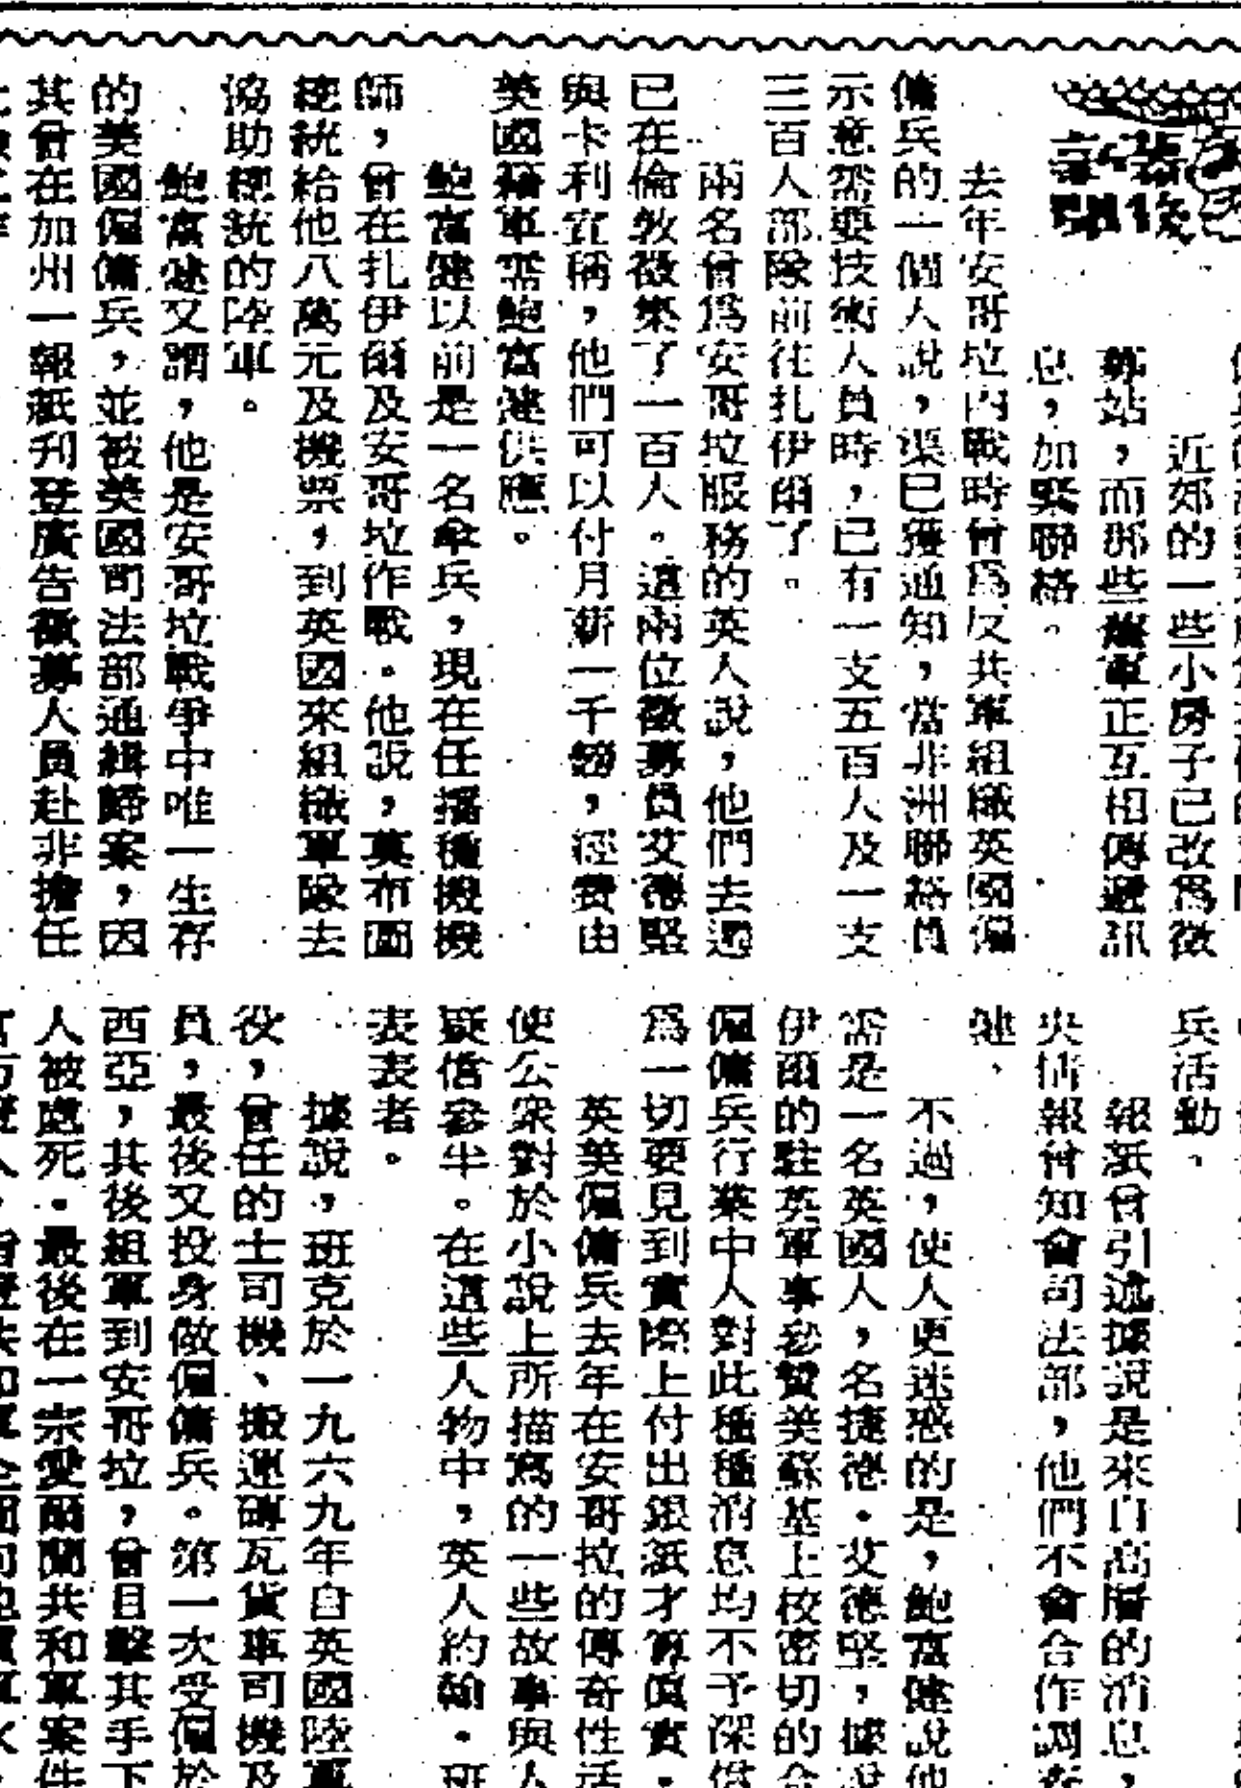 近郊的一些小房子已改爲徵
募站，而那些僱軍正互相傳遞訊
息，加緊聯絡。
去年安哥拉內戰時曾爲反共軍組織英國僱
傭兵的一個人說，渠已獲通知，當非洲聯絡員
示意需要技術人員時，已有一支五百人及一支
三百人部隊前往扎伊爾了。
兩名曾爲安哥拉服務的英人說，他們去週
已在倫敦徵集了一百人。這兩位徵募員艾德堅
與卡利宣稱，他們可以付月薪一千鎊，經費由
美國籍軍需鮑富健供應。
鮑富健以前是一名傘兵，現在任播種機機
師，曾在扎伊爾及安哥拉作戰。他說，莫布圖
總統給他八萬元及機票，到英國來組織軍隊去
協助總統的陸軍。
鮑富健又謂，他是安哥拉戰爭中唯一生存
的美國僱傭兵，並被美國司法部通緝歸案，因
其曾在加州一報紙刋登廣告徵募人員赴非擔任
兵活動。
報紙曾引述據說是來自高層的消息，
央情報曾知會司法部，他們不會合作調查
健、
不過，使人更迷惑的是，鮑富健說他
需是一名英國人，名捷德。艾德堅，據說
伊爾的駐英軍事參贊美蘇基上校密切的合
僱傭兵行業中人對此種種消息均不予深信
爲一切要見到實際上付出銀紙才算眞實。
英美僱傭兵去年在安哥拉的傳奇性活
使公衆對於小說上所描寫的一些故事與人
疑信參半。在這些人物中，英人約翰。班
表表者。
據說，班克於一九六九年自英國陸軍
役，曾任的士司機、搬運磚瓦貨車司機及
員，最後又投身做僱傭兵。第一次受僱於
西亞，其後組軍到安哥拉，曾目擊其手下
人被處死。最後在一宗愛爾蘭共和軍案件